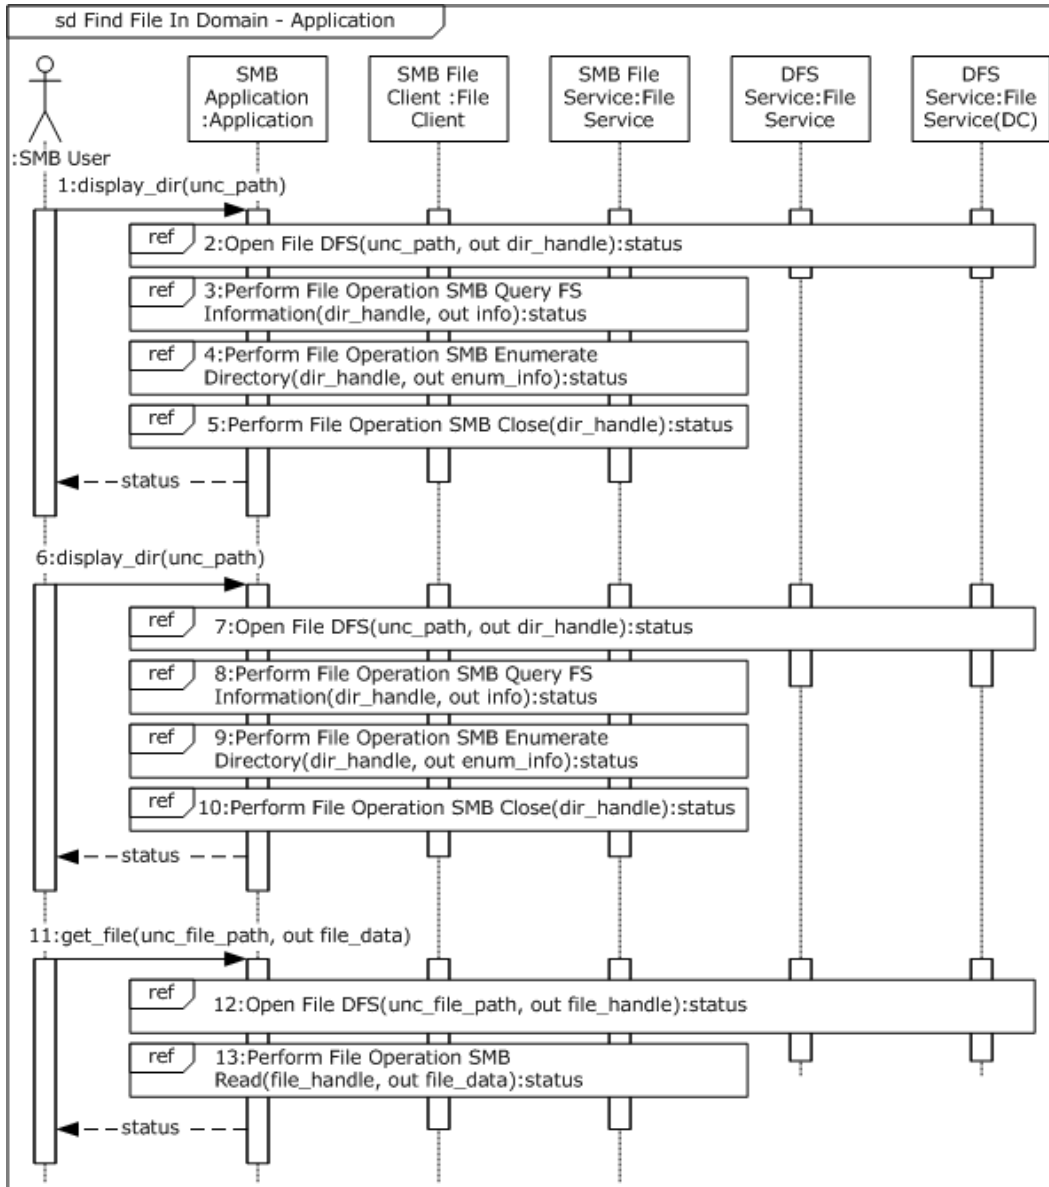 sd Find File In Domain - Application
:SMB User
SMB
Application
:Application
SMB File
Client :File
Client
SMB File
Service:File
Service
DFS
Service:File
Service
DFS
Service:File
Service(DC)
1:display_dir(unc_path)
ref
2:Open File DFS(unc_path, out dir_handle):status
ref
3:Perform File Operation SMB Query FS
Information(dir_handle, out info):status
ref
4:Perform File Operation SMB Enumerate
Directory(dir_handle, out enum_info):status
ref
5:Perform File Operation SMB Close(dir_handle):status
status
6:display_dir(unc_path)
ref
7:Open File DFS(unc_path, out dir_handle):status
ref
8:Perform File Operation SMB Query FS
Information(dir_handle, out info):status
ref
9:Perform File Operation SMB Enumerate
Directory(dir_handle, out enum_info):status
ref
10:Perform File Operation SMB Close(dir_handle):status
status
11:get_file(unc_file_path, out file_data)
ref
12:Open File DFS(unc_file_path, out file_handle):status
ref
13:Perform File Operation SMB
Read(file_handle, out file_data):status
status